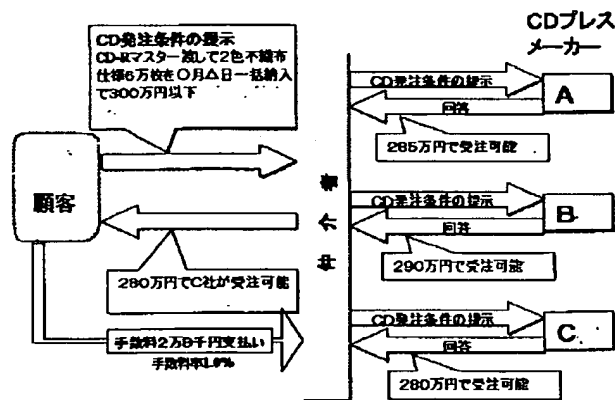 CDプレス
メーカー
CD発注条件の提示
CD-Rマスター渡しで2色不織布
仕様6万枚を〇月△日一括納入
で300万円以下
顧客
280万円でC社が受注可能
手数料2万8千円支払い
手数料率1.0%
仲介者
CD発注条件の提示
回答
A
285万円で受注可能
CD発注条件の提示
回答
B
290万円で受注可能
CD発注条件の提示
回答
C
280万円で受注可能